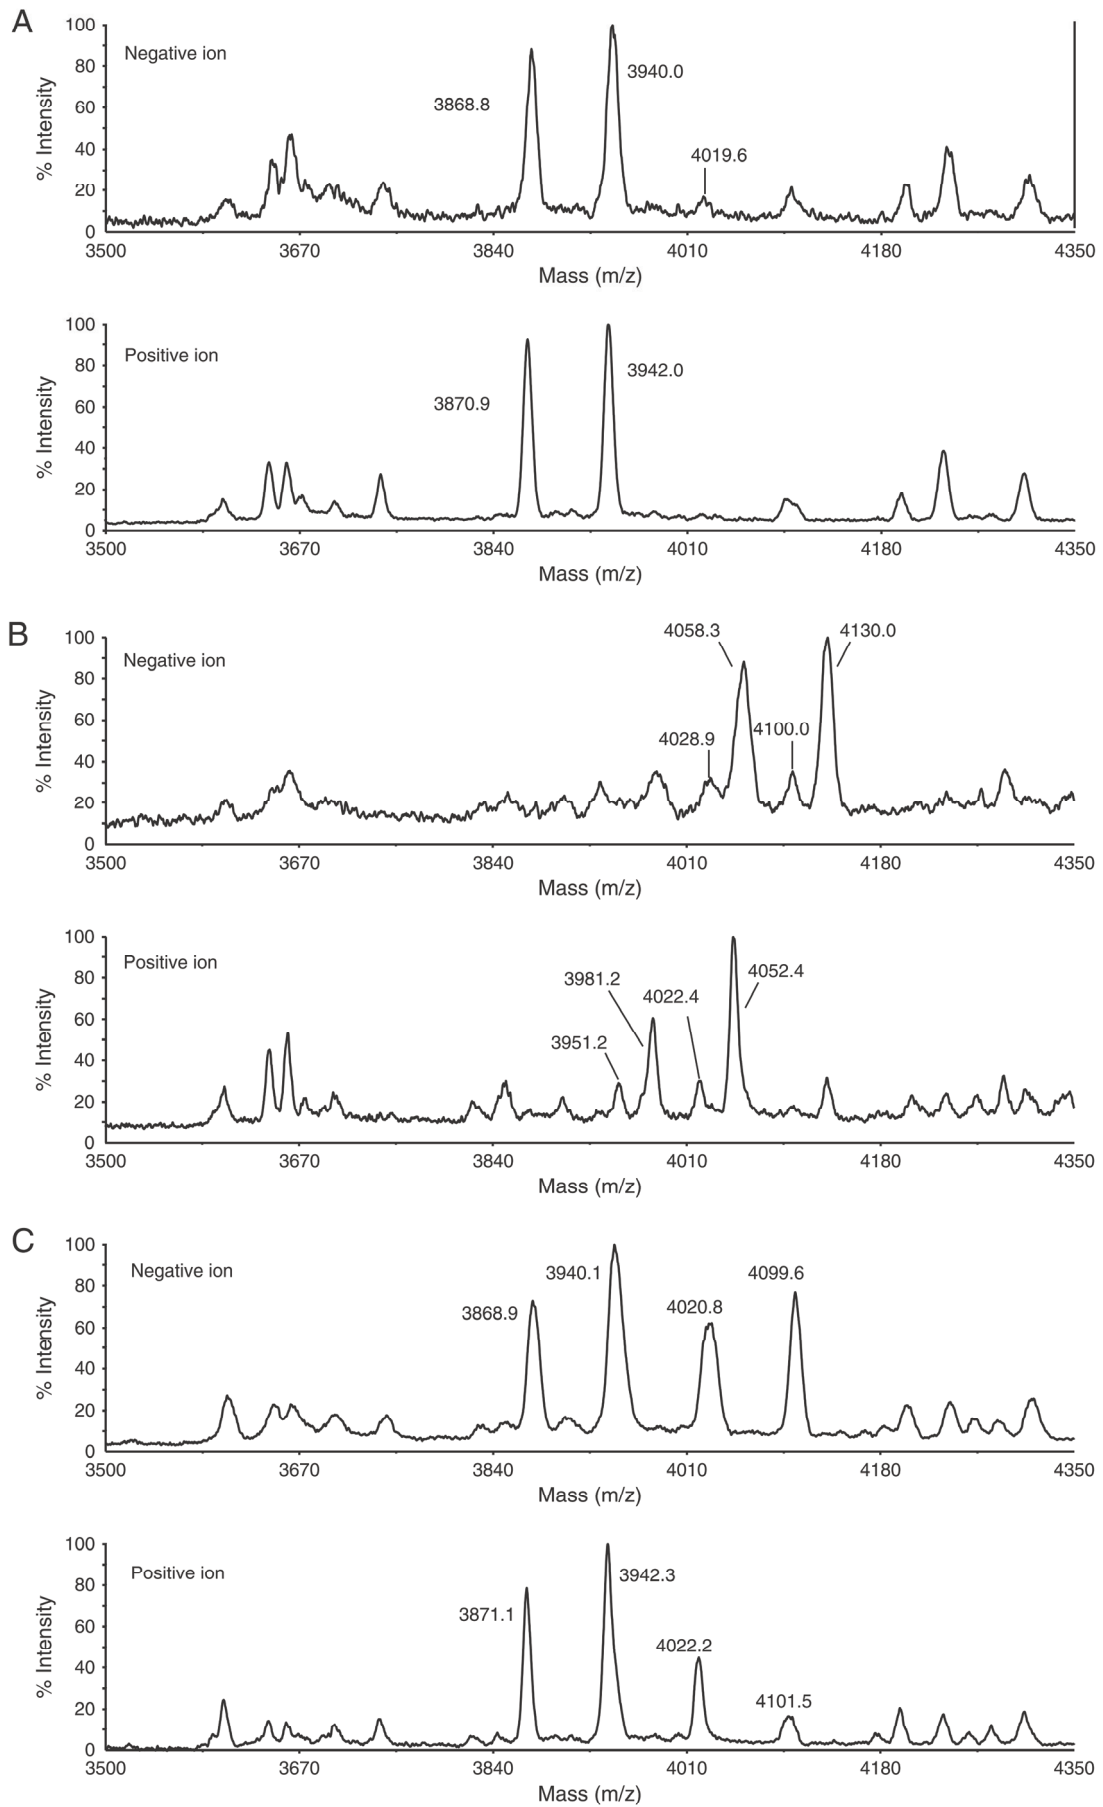 A
Negative ion
% Intensity
100
80
60
40
20
0
3868.8
3940.0
4019.6
3500 3670 3840 4010 4180 4350
Mass (m/z)
Positive ion
% Intensity
100
80
60
40
20
0
3870.9
3942.0
3500 3670 3840 4010 4180 4350
Mass (m/z)
B
Negative ion
% Intensity
100
80
60
40
20
0
4058.3
4130.0
4028.9
4100.0
3500 3670 3840 4010 4180 4350
Mass (m/z)
Positive ion
% Intensity
100
80
60
40
20
0
3981.2
4022.4
4052.4
3951.2
3500 3670 3840 4010 4180 4350
Mass (m/z)
C
Negative ion
% Intensity
100
80
60
40
20
0
3940.1
4099.6
3868.9
4020.8
3500 3670 3840 4010 4180 4350
Mass (m/z)
Positive ion
% Intensity
100
80
60
40
20
0
3942.3
3871.1
4022.2
4101.5
3500 3670 3840 4010 4180 4350
Mass (m/z)